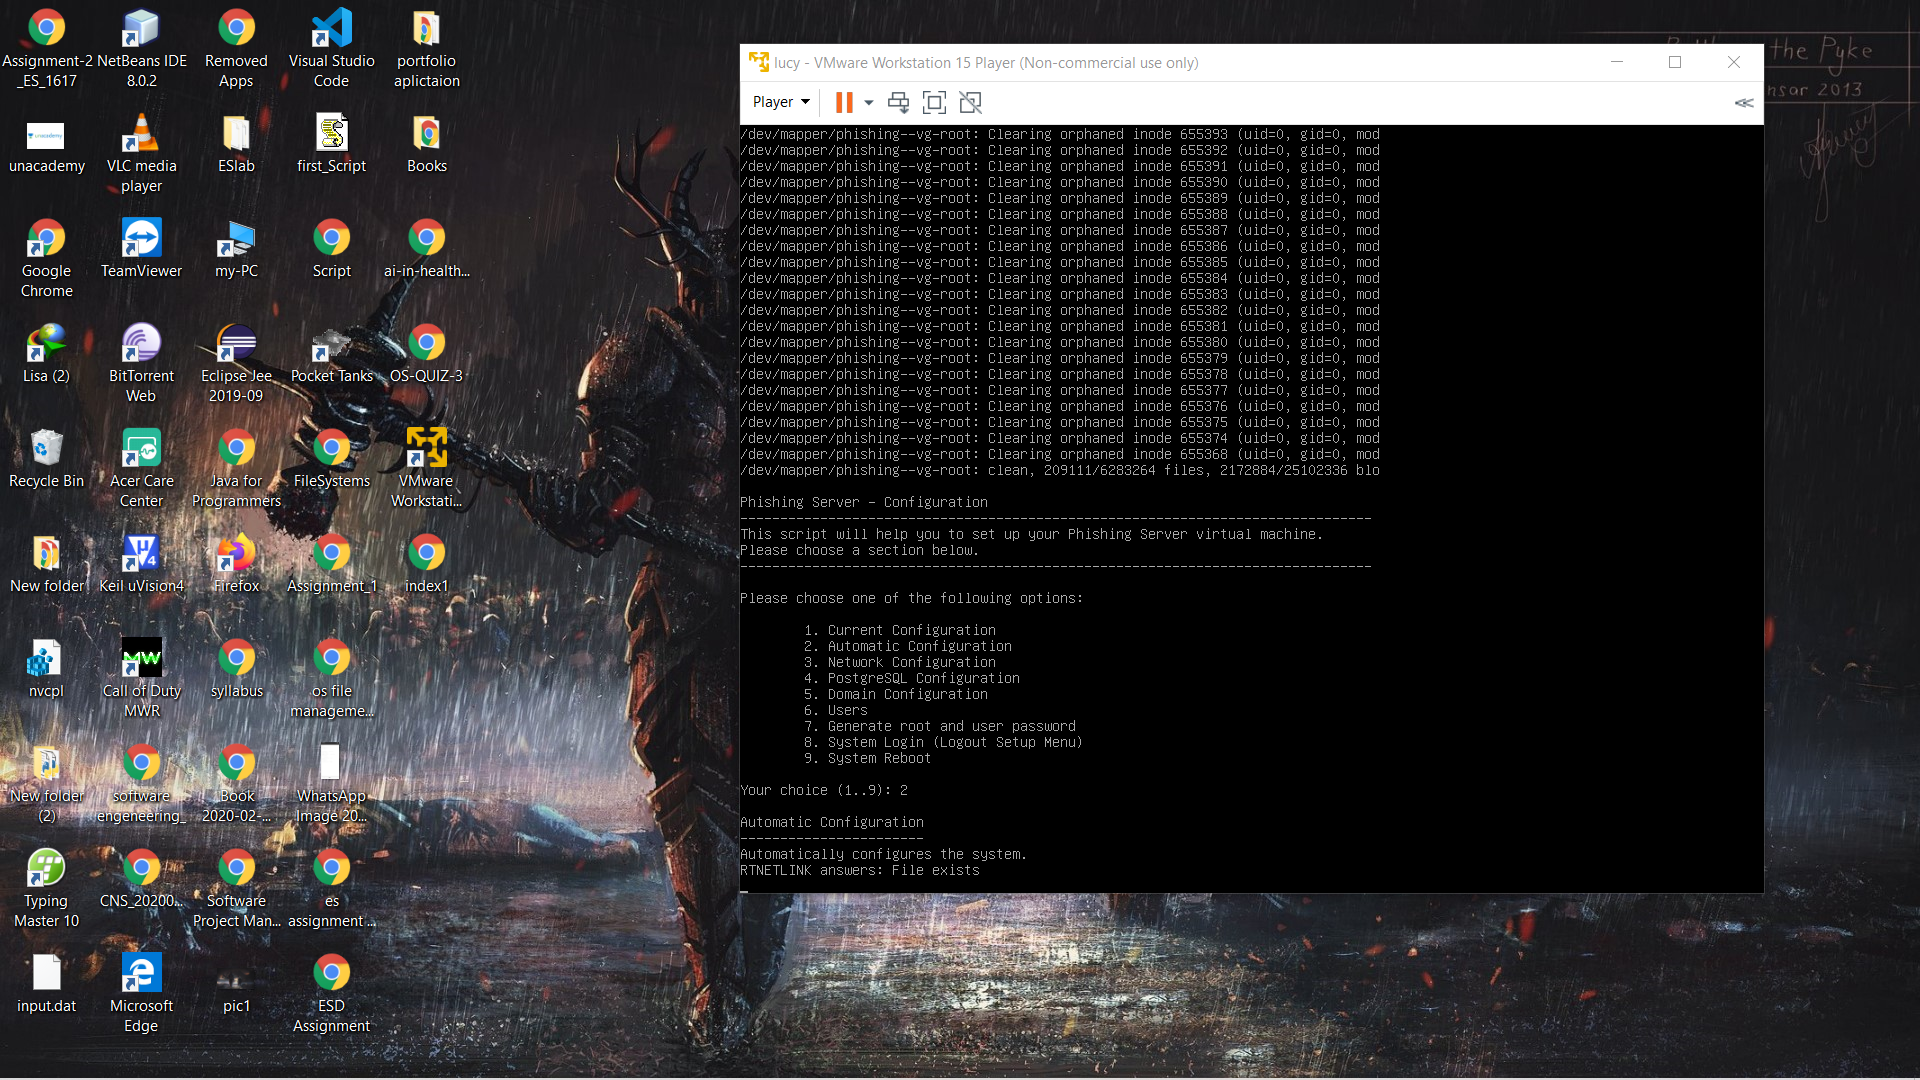 Assignment-2
_ES_1617
NetBeans IDE
8.0.2
Removed
Apps
Visual Studio
Code
portfolio
aplictaion
unacademy
VLC media
player
ESlab
first_Script
Books
Google
Chrome
TeamViewer
my-PC
Script
ai-in-health...
Lisa (2)
BitTorrent
Web
Eclipse Jee
2019-09
Pocket Tanks
OS-QUIZ-3
Recycle Bin
Acer Care
Center
Java for
Programmers
FileSystems
VMware
Workstati...
New folder
Keil uVision4
Firefox
Assignment_1
index1
nvcpl
Call of Duty
MWR
syllabus
os file
manageme...
New folder
(2)
software
engeneering_
Book
2020-02-...
WhatsApp
Image 20...
Typing
Master 10
CNS_20200...
Software
Project Man...
es
assignment ...
input.dat
Microsoft
Edge
pic1
ESD
Assignment
the Pyke
nsar 2013
lucy - VMware Workstation 15 Player (Non-commercial use only)
Player
/dev/mapper/phishing--vg-root: Clearing orphaned inode 655393 (uid=0, gid=0, mod
/dev/mapper/phishing--vg-root: Clearing orphaned inode 655392 (uid=0, gid=0, mod
/dev/mapper/phishing--vg-root: Clearing orphaned inode 655391 (uid=0, gid=0, mod
/dev/mapper/phishing--vg-root: Clearing orphaned inode 655390 (uid=0, gid=0, mod
/dev/mapper/phishing--vg-root: Clearing orphaned inode 655389 (uid=0, gid=0, mod
/dev/mapper/phishing--vg-root: Clearing orphaned inode 655388 (uid=0, gid=0, mod
/dev/mapper/phishing--vg-root: Clearing orphaned inode 655387 (uid=0, gid=0, mod
/dev/mapper/phishing--vg-root: Clearing orphaned inode 655386 (uid=0, gid=0, mod
/dev/mapper/phishing--vg-root: Clearing orphaned inode 655385 (uid=0, gid=0, mod
/dev/mapper/phishing--vg-root: Clearing orphaned inode 655384 (uid=0, gid=0, mod
/dev/mapper/phishing--vg-root: Clearing orphaned inode 655383 (uid=0, gid=0, mod
/dev/mapper/phishing--vg-root: Clearing orphaned inode 655382 (uid=0, gid=0, mod
/dev/mapper/phishing--vg-root: Clearing orphaned inode 655381 (uid=0, gid=0, mod
/dev/mapper/phishing--vg-root: Clearing orphaned inode 655380 (uid=0, gid=0, mod
/dev/mapper/phishing--vg-root: Clearing orphaned inode 655379 (uid=0, gid=0, mod
/dev/mapper/phishing--vg-root: Clearing orphaned inode 655378 (uid=0, gid=0, mod
/dev/mapper/phishing--vg-root: Clearing orphaned inode 655377 (uid=0, gid=0, mod
/dev/mapper/phishing--vg-root: Clearing orphaned inode 655376 (uid=0, gid=0, mod
/dev/mapper/phishing--vg-root: Clearing orphaned inode 655375 (uid=0, gid=0, mod
/dev/mapper/phishing--vg-root: Clearing orphaned inode 655374 (uid=0, gid=0, mod
/dev/mapper/phishing--vg-root: Clearing orphaned inode 655368 (uid=0, gid=0, mod
/dev/mapper/phishing--vg-root: clean, 209111/6283264 files, 2172884/25102336 blo
Phishing Server - Configuration
-------------------------------------------------------------------------------
This script will help you to set up your Phishing Server virtual machine.
Please choose a section below.
-------------------------------------------------------------------------------
Please choose one of the following options:
1. Current Configuration
2. Automatic Configuration
3. Network Configuration
4. PostgreSQL Configuration
5. Domain Configuration
6. Users
7. Generate root and user password
8. System Login (Logout Setup Menu)
9. System Reboot
Your choice (1..9): 2
Automatic Configuration
-----------------------
Automatically configures the system.
RTNETLINK answers: File exists